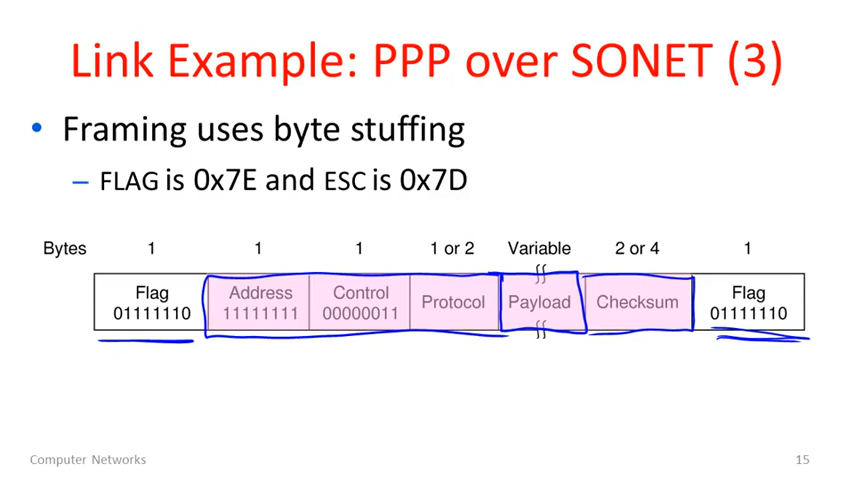 Link Example: PPP over SONET (3)
• Framing uses byte stuffing
– FLAG is 0x7E and ESC is 0x7D
Bytes 1 1 1 1 or 2 Variable 2 or 4 1
Flag Address Control Protocol Payload Checksum Flag
01111110 11111111 00000011 01111110
Computer Networks 15